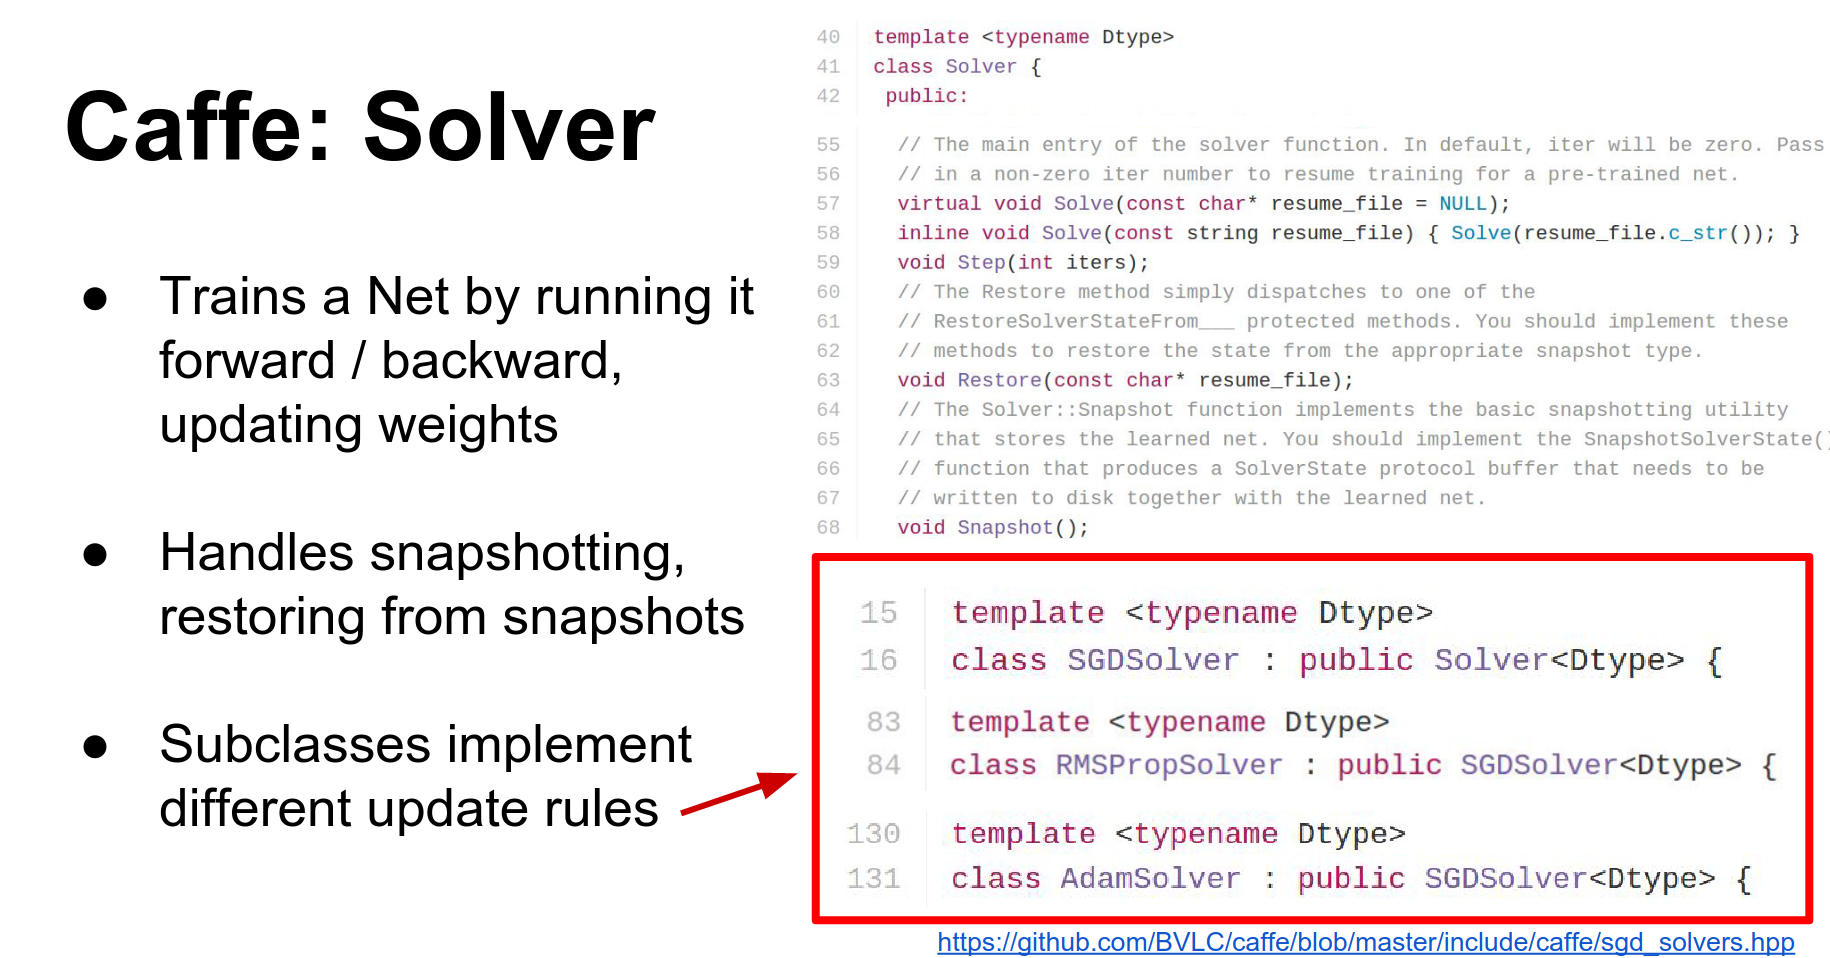 Caffe: Solver
● Trains a Net by running it
forward / backward,
updating weights
● Handles snapshotting,
restoring from snapshots
● Subclasses implement
different update rules
40 template <typename Dtype>
41 class Solver {
42 public:
55 // The main entry of the solver function. In default, iter will be zero. Pass
56 // in a non-zero iter number to resume training for a pre-trained net.
57 virtual void Solve(const char* resume_file = NULL);
58 inline void Solve(const string resume_file) { Solve(resume_file.c_str()); }
59 void Step(int iters);
60 // The Restore method simply dispatches to one of the
61 // RestoreSolverStateFrom___ protected methods. You should implement these
62 // methods to restore the state from the appropriate snapshot type.
63 void Restore(const char* resume_file);
64 // The Solver::Snapshot function implements the basic snapshotting utility
65 // that stores the learned net. You should implement the SnapshotSolverState()
66 // function that produces a SolverState protocol buffer that needs to be
67 // written to disk together with the learned net.
68 void Snapshot();
15 template <typename Dtype>
16 class SGDSolver : public Solver<Dtype> {
83 template <typename Dtype>
84 class RMSPropSolver : public SGDSolver<Dtype> {
130 template <typename Dtype>
131 class AdamSolver : public SGDSolver<Dtype> {
https://github.com/BVLC/caffe/blob/master/include/caffe/sgd_solvers.hpp